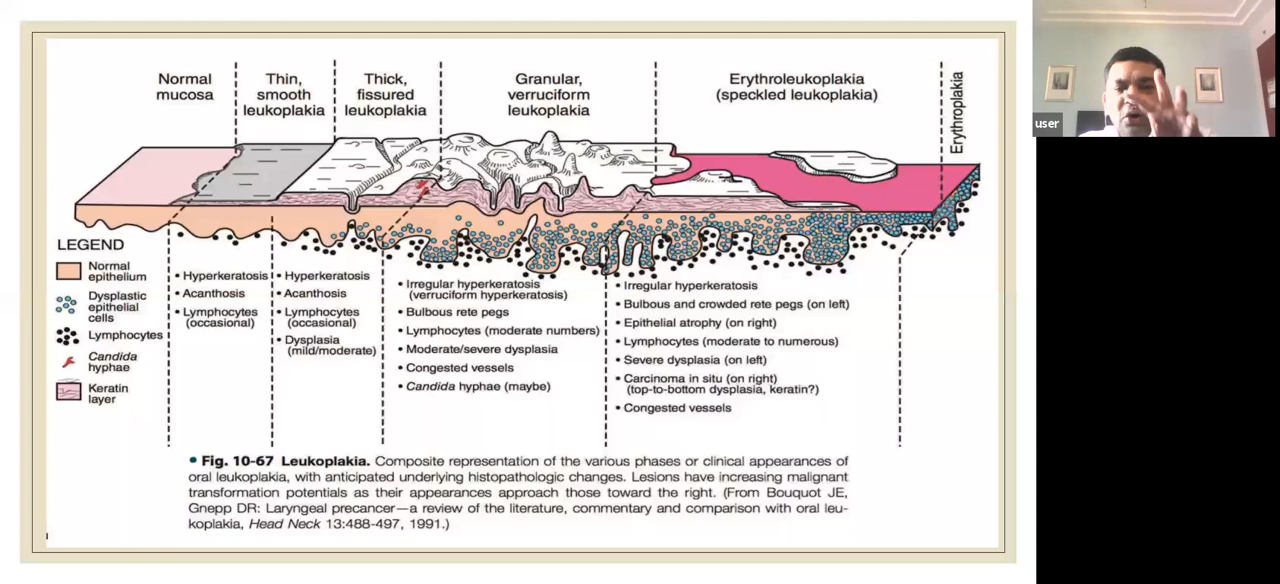 Normal
mucosa
Thin,
smooth
leukoplakia
Thick,
fissured
leukoplakia
Granular,
verruciform
leukoplakia
Erythroleukoplakia
(speckled leukoplakia)
Erythroplakia
user
LEGEND
Normal
epithelium
Dysplastic
epithelial
cells
Lymphocytes
Candida
hyphae
Keratin
layer
• Hyperkeratosis
• Acanthosis
• Lymphocytes
(occasional)
• Hyperkeratosis
• Acanthosis
• Lymphocytes
(occasional)
• Dysplasia
(mild/moderate)
• Irregular hyperkeratosis
(verruciform hyperkeratosis)
• Bulbous rete pegs
• Lymphocytes (moderate numbers)
• Moderate/severe dysplasia
• Congested vessels
• Candida hyphae (maybe)
• Irregular hyperkeratosis
• Bulbous and crowded rete pegs (on left)
• Epithelial atrophy (on right)
• Lymphocytes (moderate to numerous)
• Severe dysplasia (on left)
• Carcinoma in situ (on right)
(top-to-bottom dysplasia, keratin?)
• Congested vessels
• Fig. 10-67 Leukoplakia. Composite representation of the various phases or clinical appearances of
oral leukoplakia, with anticipated underlying histopathologic changes. Lesions have increasing malignant
transformation potentials as their appearances approach those toward the right. (From Bouquot JE,
Gnepp DR: Laryngeal precancer—a review of the literature, commentary and comparison with oral leu-
koplakia, Head Neck 13:488-497, 1991.)